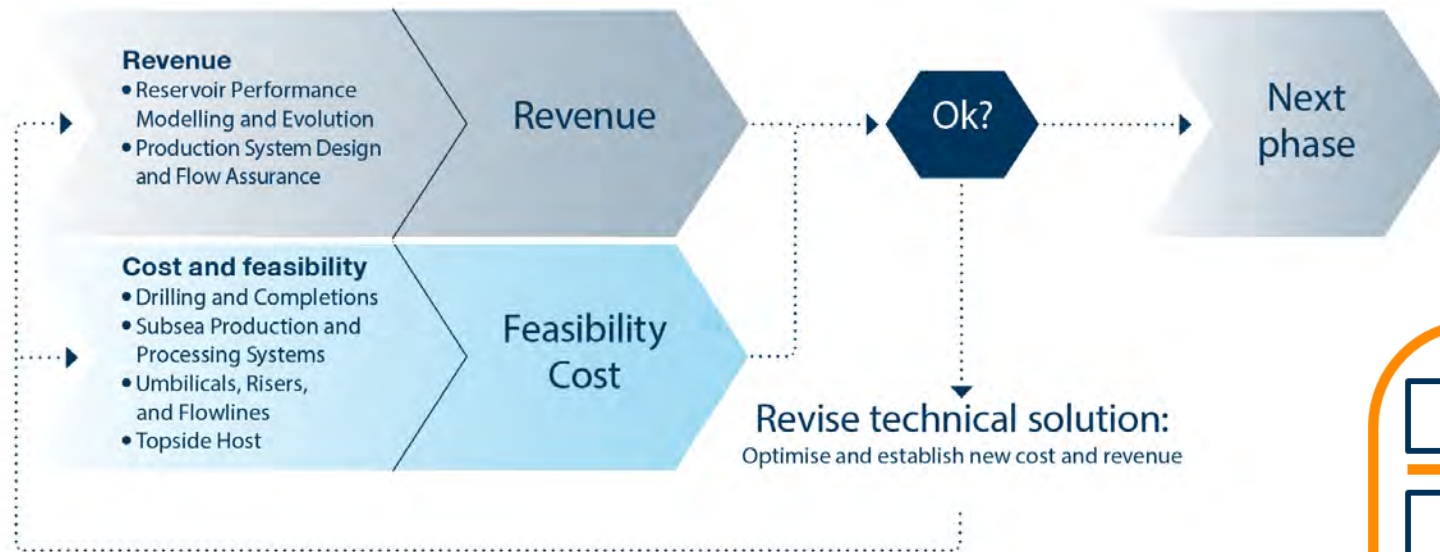 Revenue
• Reservoir Performance
Modelling and Evolution
• Production System Design
and Flow Assurance
Revenue
Ok?
Next
phase
Cost and feasibility
• Drilling and Completions
• Subsea Production and
Processing Systems
• Umbilicals, Risers,
and Flowlines
• Topside Host
Feasibility
Cost
Revise technical solution:
Optimise and establish new cost and revenue